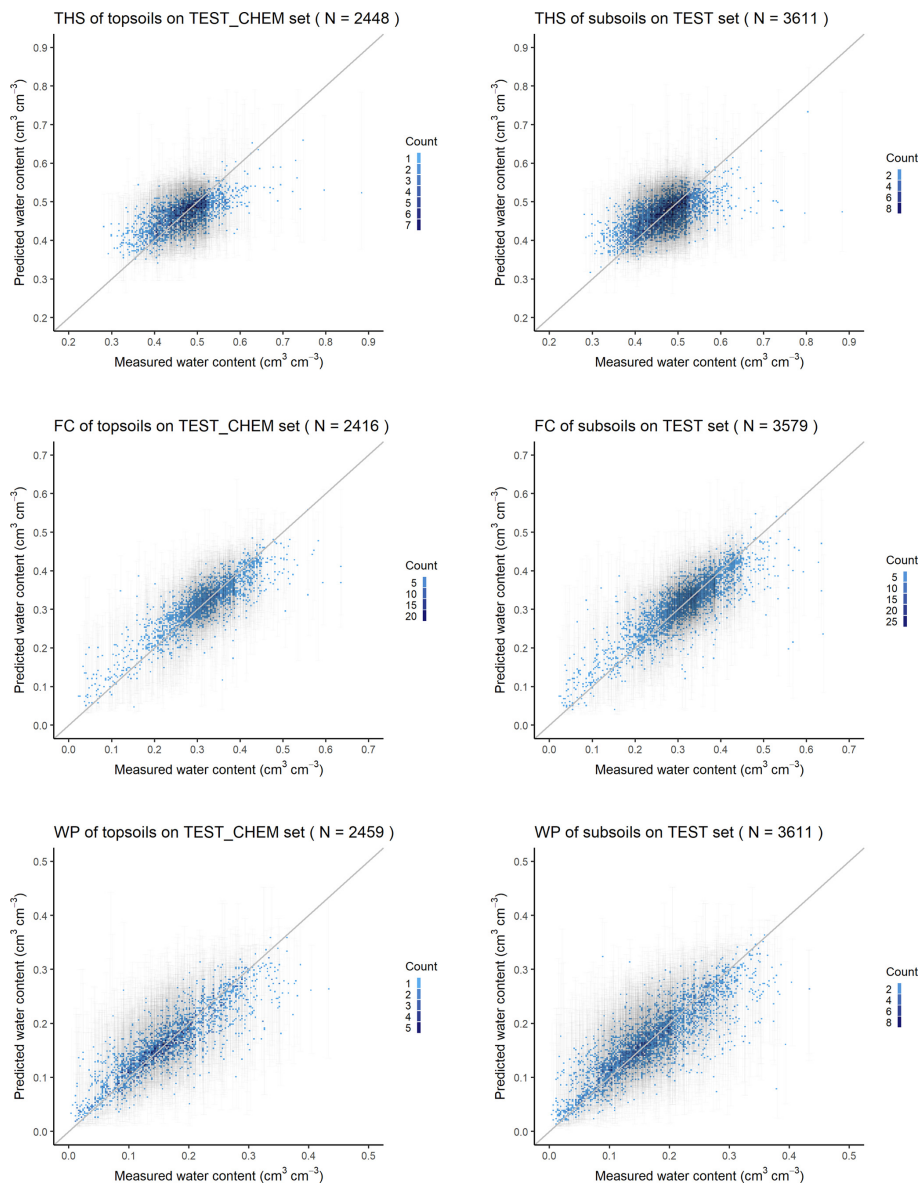 THS of topsoils on TEST_CHEM set ( N = 2448 )
0.9
0.8
0.7
0.6
0.5
0.4
0.3
0.2
Predicted water content (cm³ cm⁻³)
0.2 0.3 0.4 0.5 0.6 0.7 0.8 0.9
Measured water content (cm³ cm⁻³)
Count
1
2
3
4
5
6
7
THS of subsoils on TEST set ( N = 3611 )
0.9
0.8
0.7
0.6
0.5
0.4
0.3
0.2
Predicted water content (cm³ cm⁻³)
0.2 0.3 0.4 0.5 0.6 0.7 0.8 0.9
Measured water content (cm³ cm⁻³)
Count
2
4
6
8
FC of topsoils on TEST_CHEM set ( N = 2416 )
0.7
0.6
0.5
0.4
0.3
0.2
0.1
0.0
Predicted water content (cm³ cm⁻³)
0.0 0.1 0.2 0.3 0.4 0.5 0.6 0.7
Measured water content (cm³ cm⁻³)
Count
5
10
15
20
FC of subsoils on TEST set ( N = 3579 )
0.7
0.6
0.5
0.4
0.3
0.2
0.1
0.0
Predicted water content (cm³ cm⁻³)
0.0 0.1 0.2 0.3 0.4 0.5 0.6 0.7
Measured water content (cm³ cm⁻³)
Count
5
10
15
20
25
WP of topsoils on TEST_CHEM set ( N = 2459 )
0.5
0.4
0.3
0.2
0.1
0.0
Predicted water content (cm³ cm⁻³)
0.0 0.1 0.2 0.3 0.4 0.5
Measured water content (cm³ cm⁻³)
Count
1
2
3
4
5
WP of subsoils on TEST set ( N = 3611 )
0.5
0.4
0.3
0.2
0.1
0.0
Predicted water content (cm³ cm⁻³)
0.0 0.1 0.2 0.3 0.4 0.5
Measured water content (cm³ cm⁻³)
Count
2
4
6
8